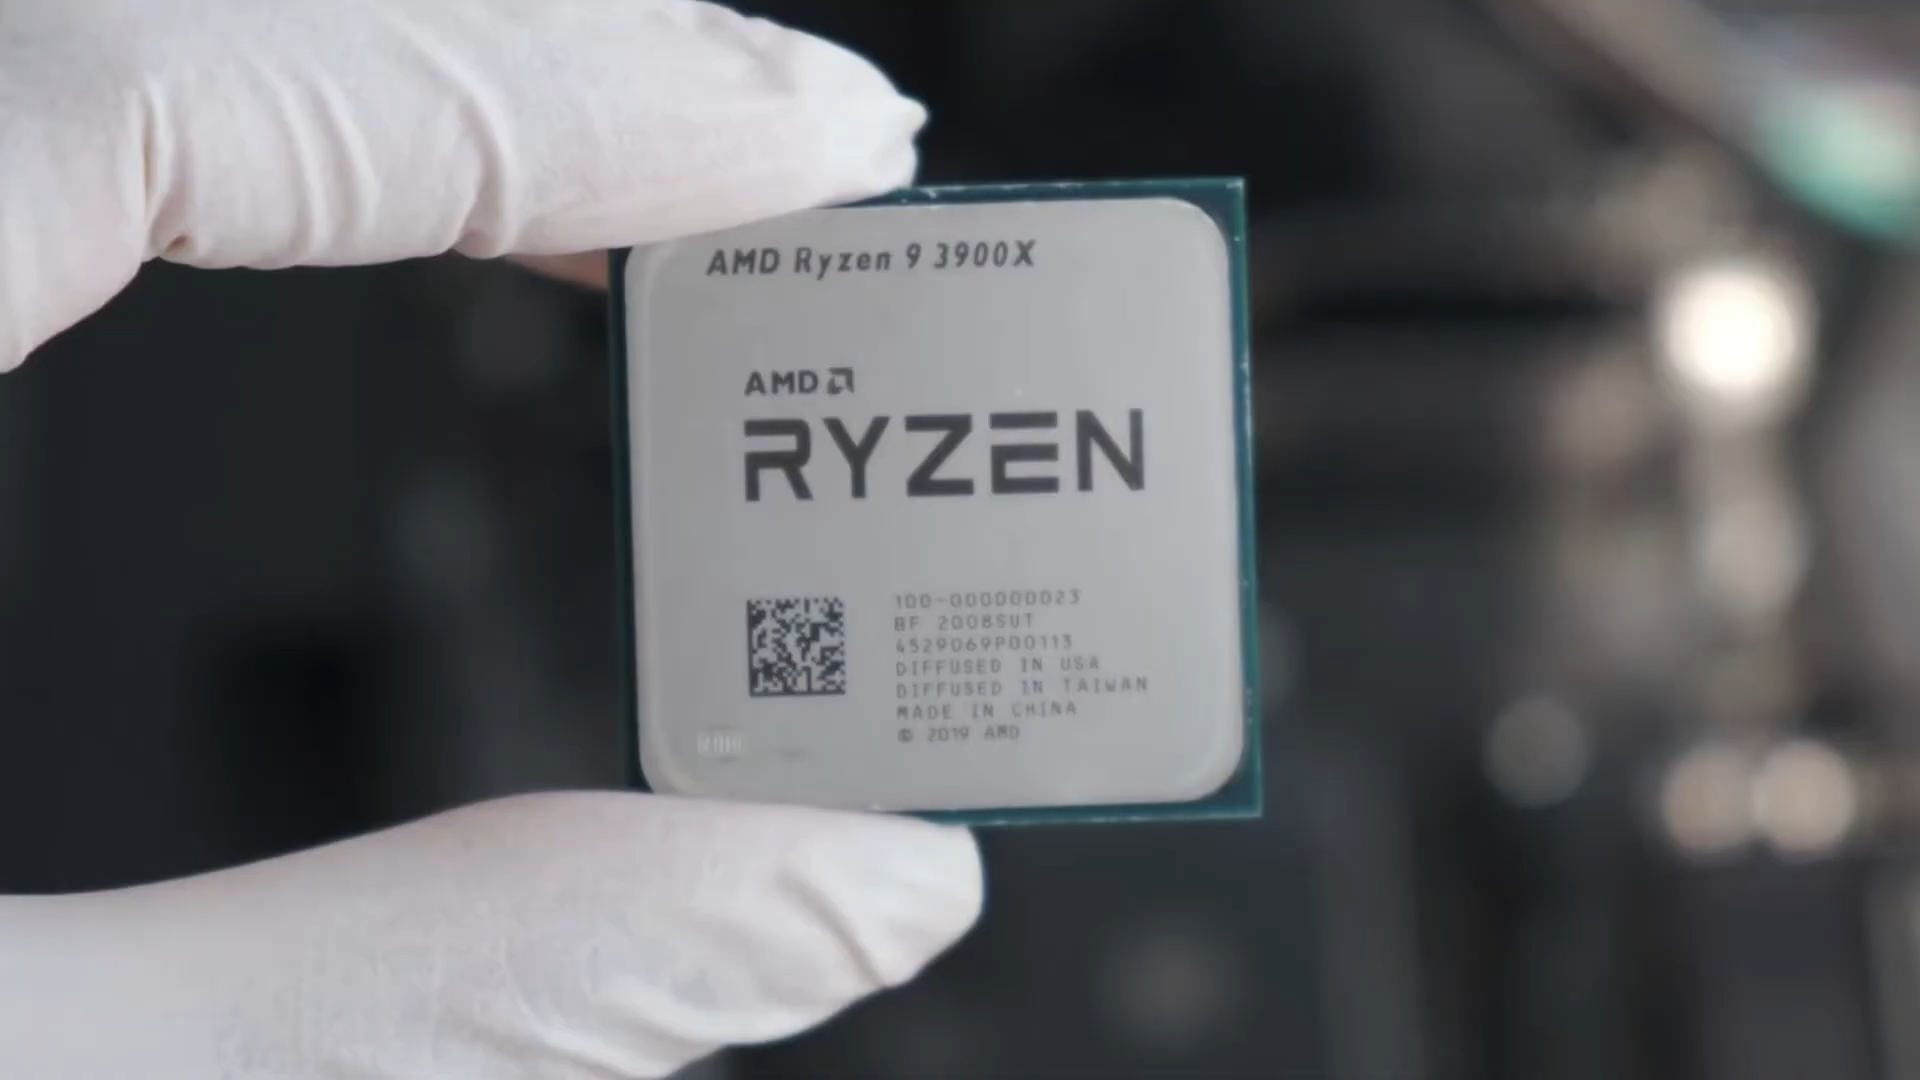 AMD Ryzen 9 3900X
AMD
RYZEN
100-000000023
BF 2008SUT
4529069P00113
DIFFUSED IN USA
DIFFUSED IN TAIWAN
MADE IN CHINA
© 2019 AMD